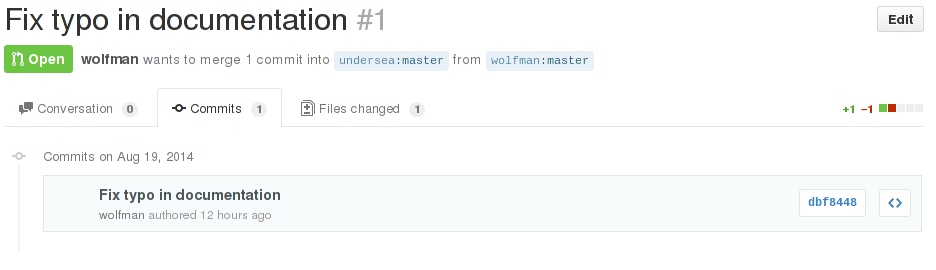 Fix typo in documentation #1
Edit
Open wolfman wants to merge 1 commit into undersea:master from wolfman:master
Conversation 0 Commits 1 Files changed 1 +1 −1
Commits on Aug 19, 2014
Fix typo in documentation
wolfman authored 12 hours ago
dbf8448 <>